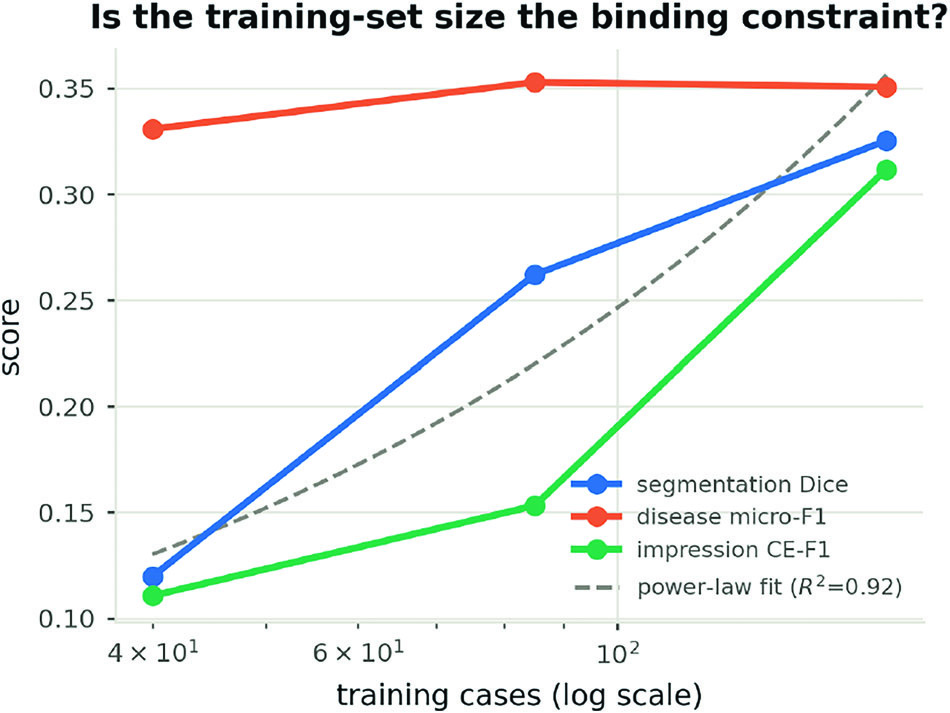 Is the training-set size the binding constraint?
score
0.35
0.30
0.25
0.20
0.15
0.10
segmentation Dice
disease micro-F1
impression CE-F1
power-law fit (R²=0.92)
4 × 10¹ 6 × 10¹ 10²
training cases (log scale)